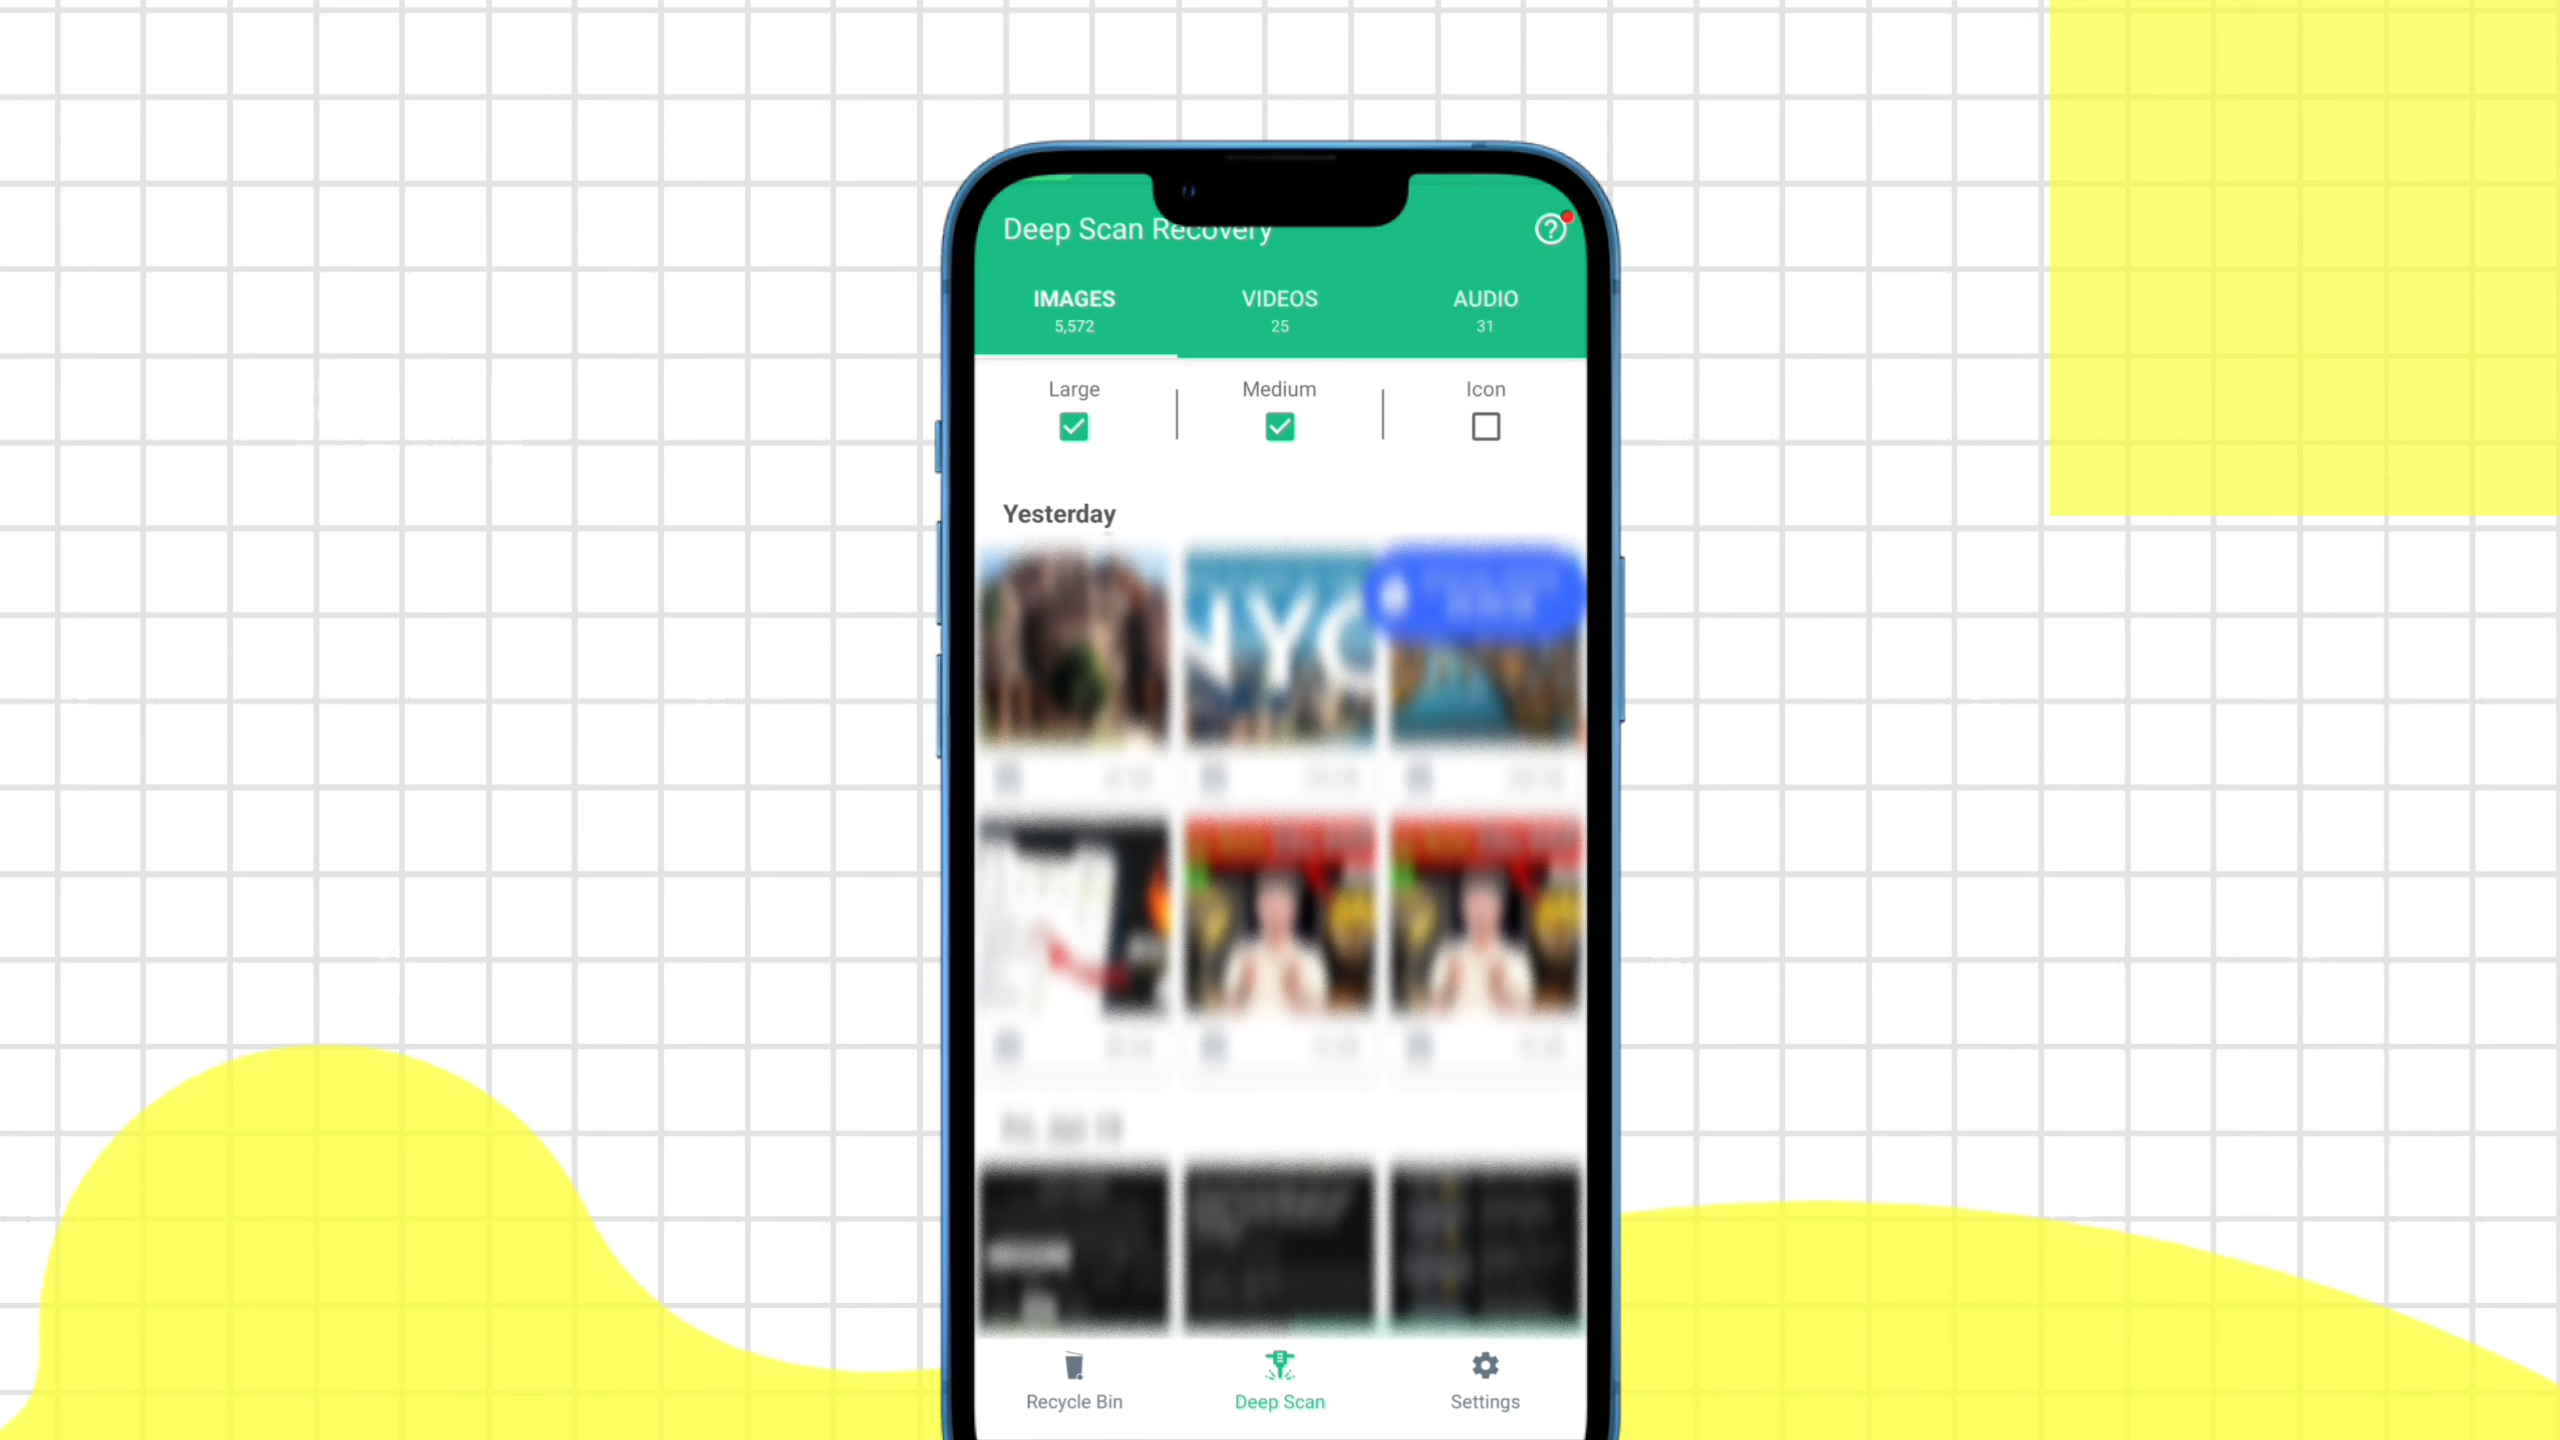 Deep Scan Recovery
IMAGES
5,572
VIDEOS
25
AUDIO
31
Large
Medium
Icon
Yesterday
NYC
Recycle Bin
Deep Scan
Settings